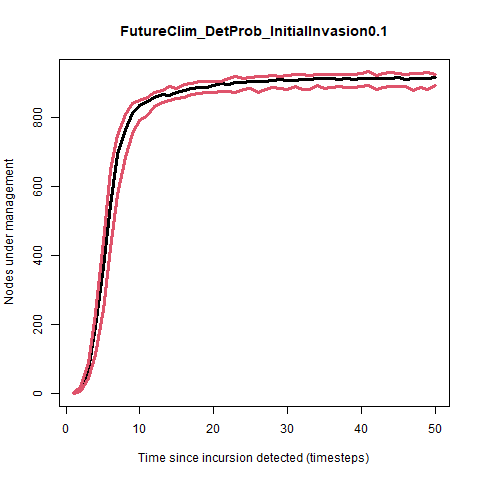 FutureClim_DetProb_InitialInvasion0.1
Nodes under management
800
600
400
200
0
0 10 20 30 40 50
Time since incursion detected (timesteps)